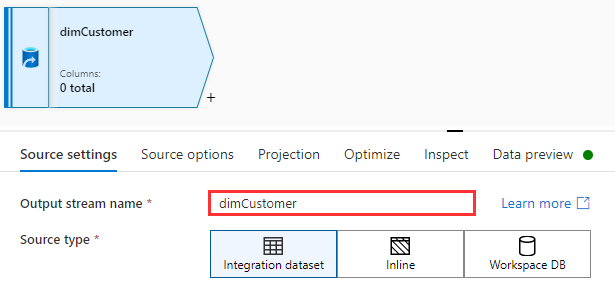 dimCustomer
Columns:
0 total
+
Source settings Source options Projection Optimize Inspect Data preview
Output stream name * dimCustomer Learn more
Source type * Integration dataset Inline Workspace DB